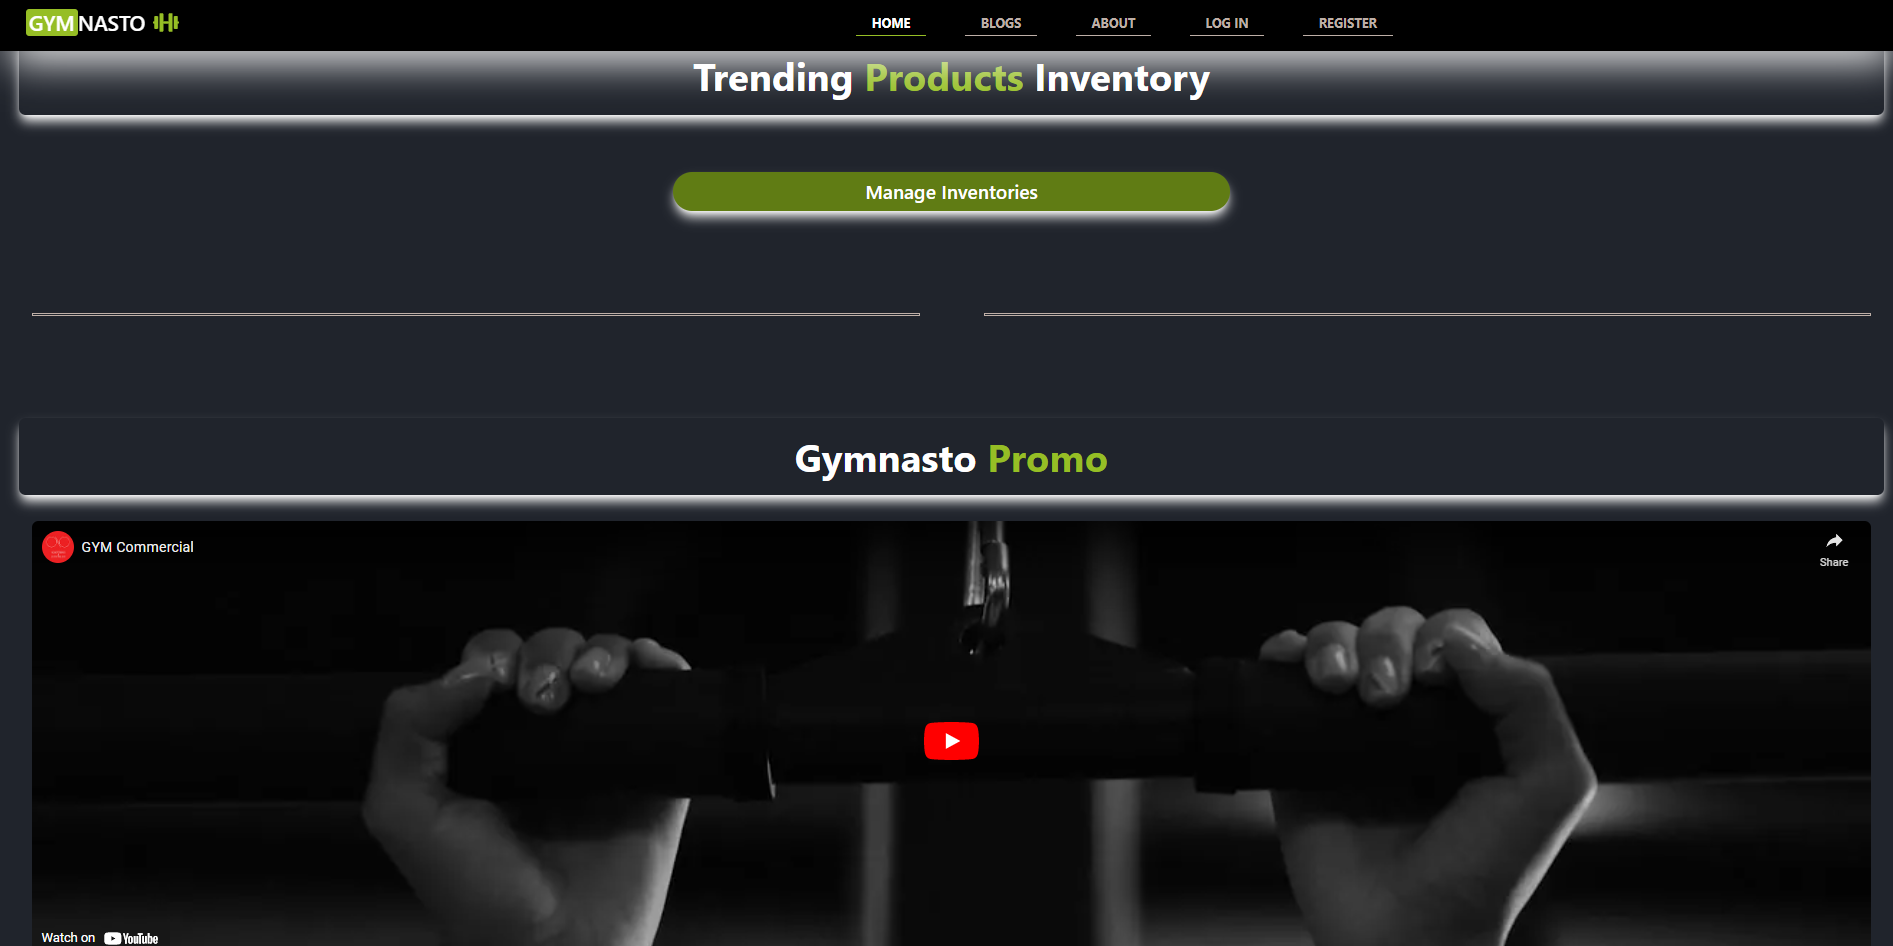 GYMNASTO
HOME BLOGS ABOUT LOG IN REGISTER
Trending Products Inventory
Manage Inventories
Gymnasto Promo
GYM Commercial
Share
Watch on YouTube